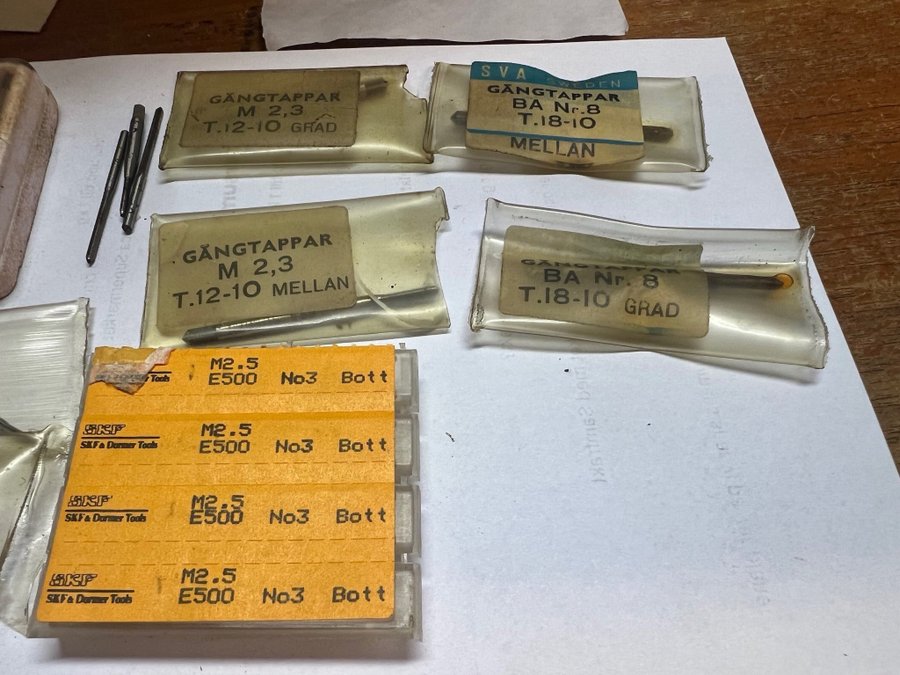 GÄNGTAPPAR
M 2,3
T.12-10 GRAD
SVA SWEDEN
GÄNGTAPPAR
BA Nr.8
T.18-10
MELLAN
GÄNGTAPPAR
M 2,3
T.12-10 MELLAN
GÄNGTAPPAR
BA Nr. 8
T.18-10 GRAD
M2.5
Tools E500 No3 Bott
SKF M2.5
SKF & Dormer Tools E500 No3 Bott
SKF M2.5
SKF & Dormer Tools E500 No3 Bott
SKF M2.5
SKF & Dormer Tools E500 No3 Bott